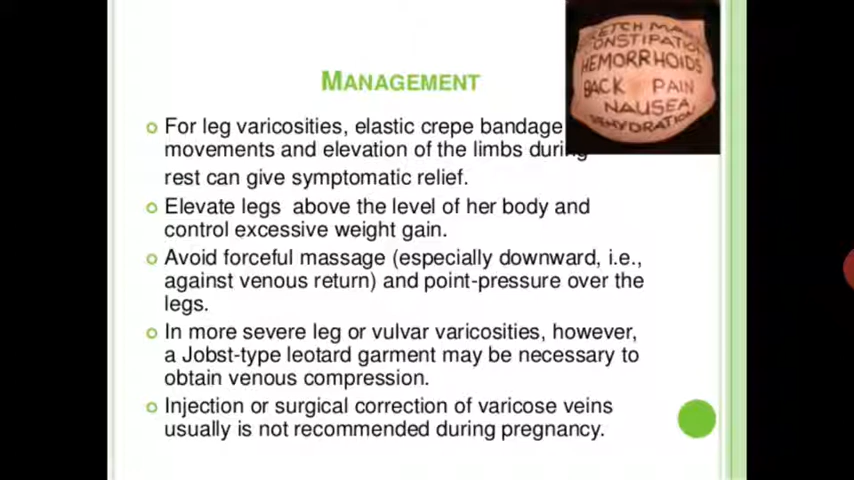 MANAGEMENT
For leg varicosities, elastic crepe bandage
movements and elevation of the limbs during
rest can give symptomatic relief.
Elevate legs above the level of her body and
control excessive weight gain.
Avoid forceful massage (especially downward, i.e.,
against venous return) and point-pressure over the
legs.
In more severe leg or vulvar varicosities, however,
a Jobst-type leotard garment may be necessary to
obtain venous compression.
Injection or surgical correction of varicose veins
usually is not recommended during pregnancy.
CONSTIPATION
HEMORRHOIDS
BACK PAIN
NAUSEA
DEHYDRATION